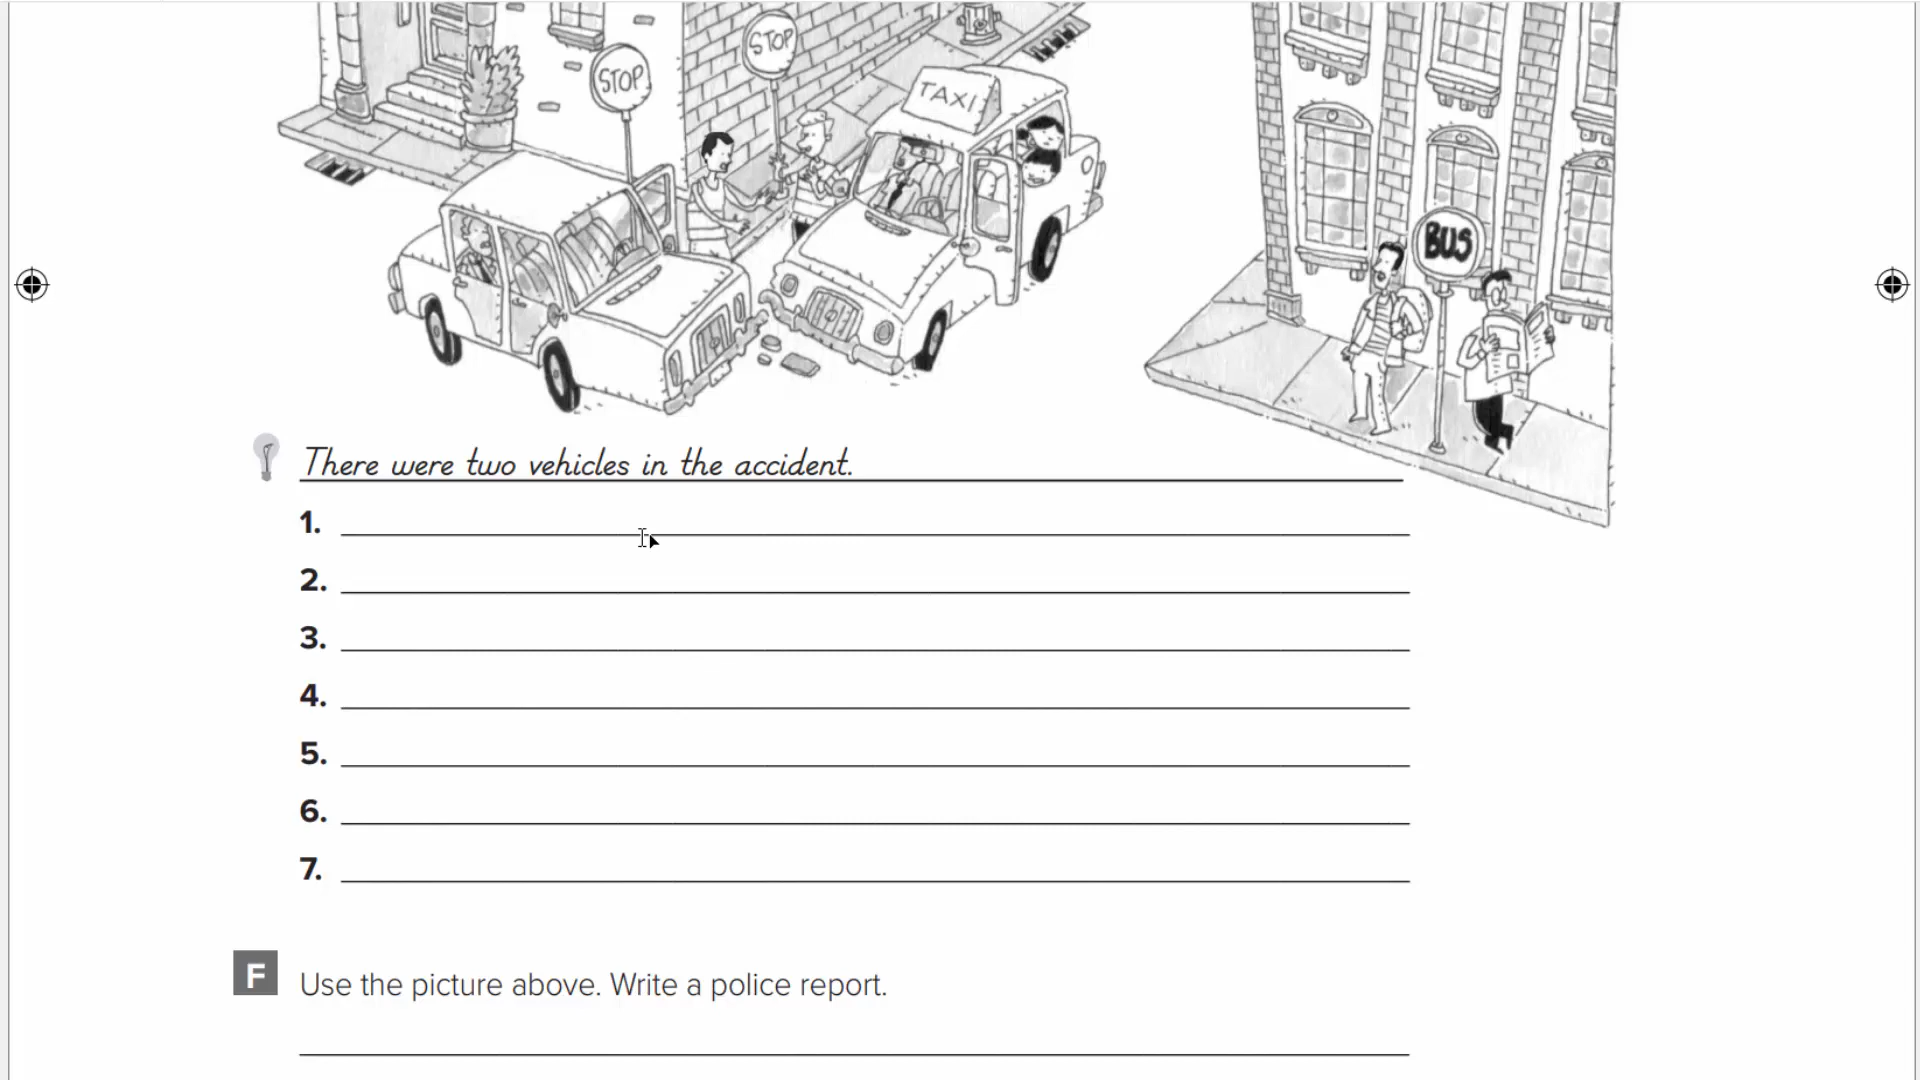 STOP
STOP
TAXI
BUS
There were two vehicles in the accident.
1.
2.
3.
4.
5.
6.
7.
F Use the picture above. Write a police report.